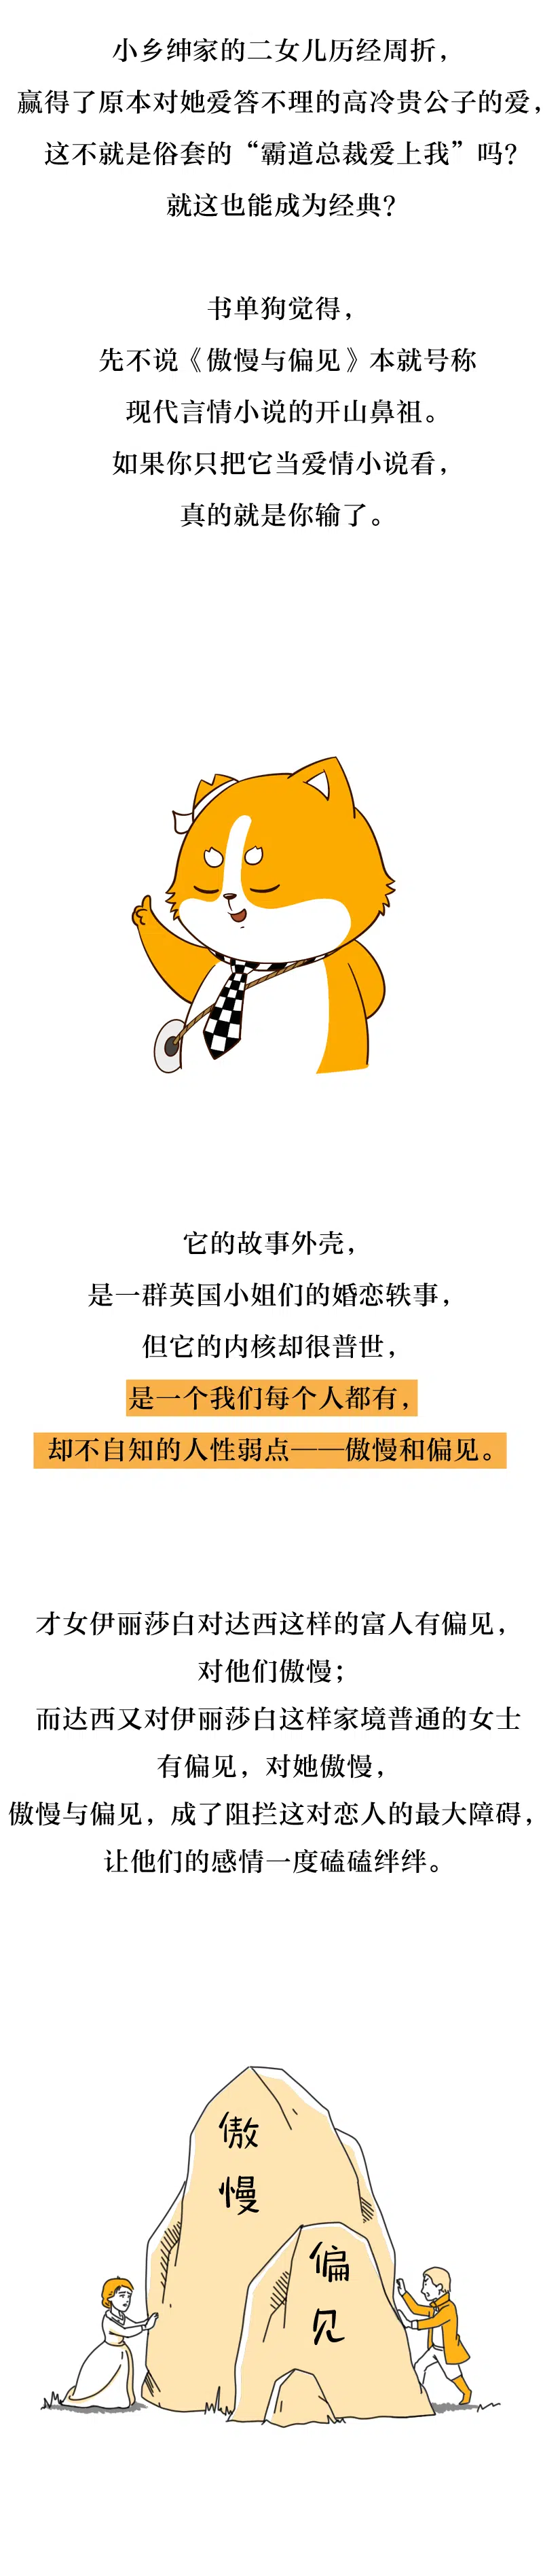 小乡绅家的二女儿历经周折，
赢得了原本对她爱答不理的高冷贵公子的爱，
这不就是俗套的“霸道总裁爱上我”吗？
就这也能成为经典？
书单狗觉得，
先不说《傲慢与偏见》本就号称
现代言情小说的开山鼻祖。
如果你只把它当爱情小说看，
真的就是你输了。
它的故事外壳，
是一群英国小姐们的婚恋轶事，
但它的内核却很普世，
是一个我们每个人都有，
却不自知的人性弱点——傲慢和偏见。
才女伊丽莎白对达西这样的富人有偏见，
对他们傲慢；
而达西又对伊丽莎白这样家境普通的女士
有偏见，对她傲慢，
傲慢与偏见，成了阻拦这对恋人的最大障碍，
让他们的感情一度磕磕绊绊。
傲
慢
偏
见